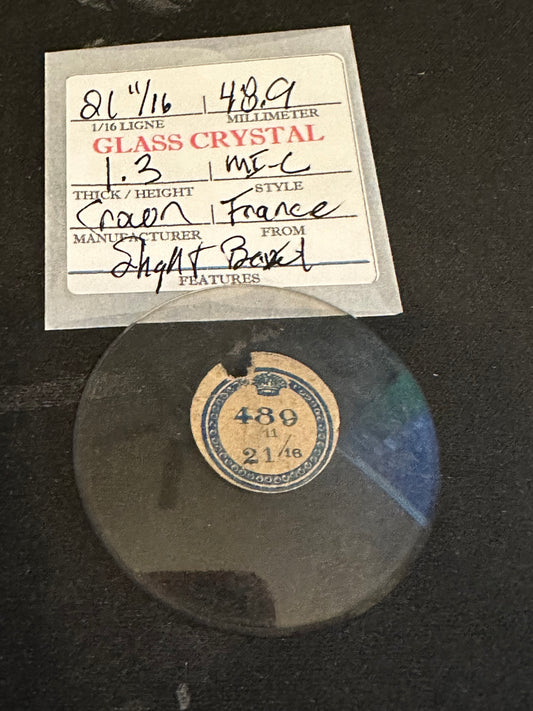 21 11/16 | 48.9
1/16 LIGNE MILLIMETER
GLASS CRYSTAL
1.3 | MI-C
THICK / HEIGHT STYLE
Crown | France
MANUFACTURER FROM
Slight Bevel
FEATURES
489
21 11/16